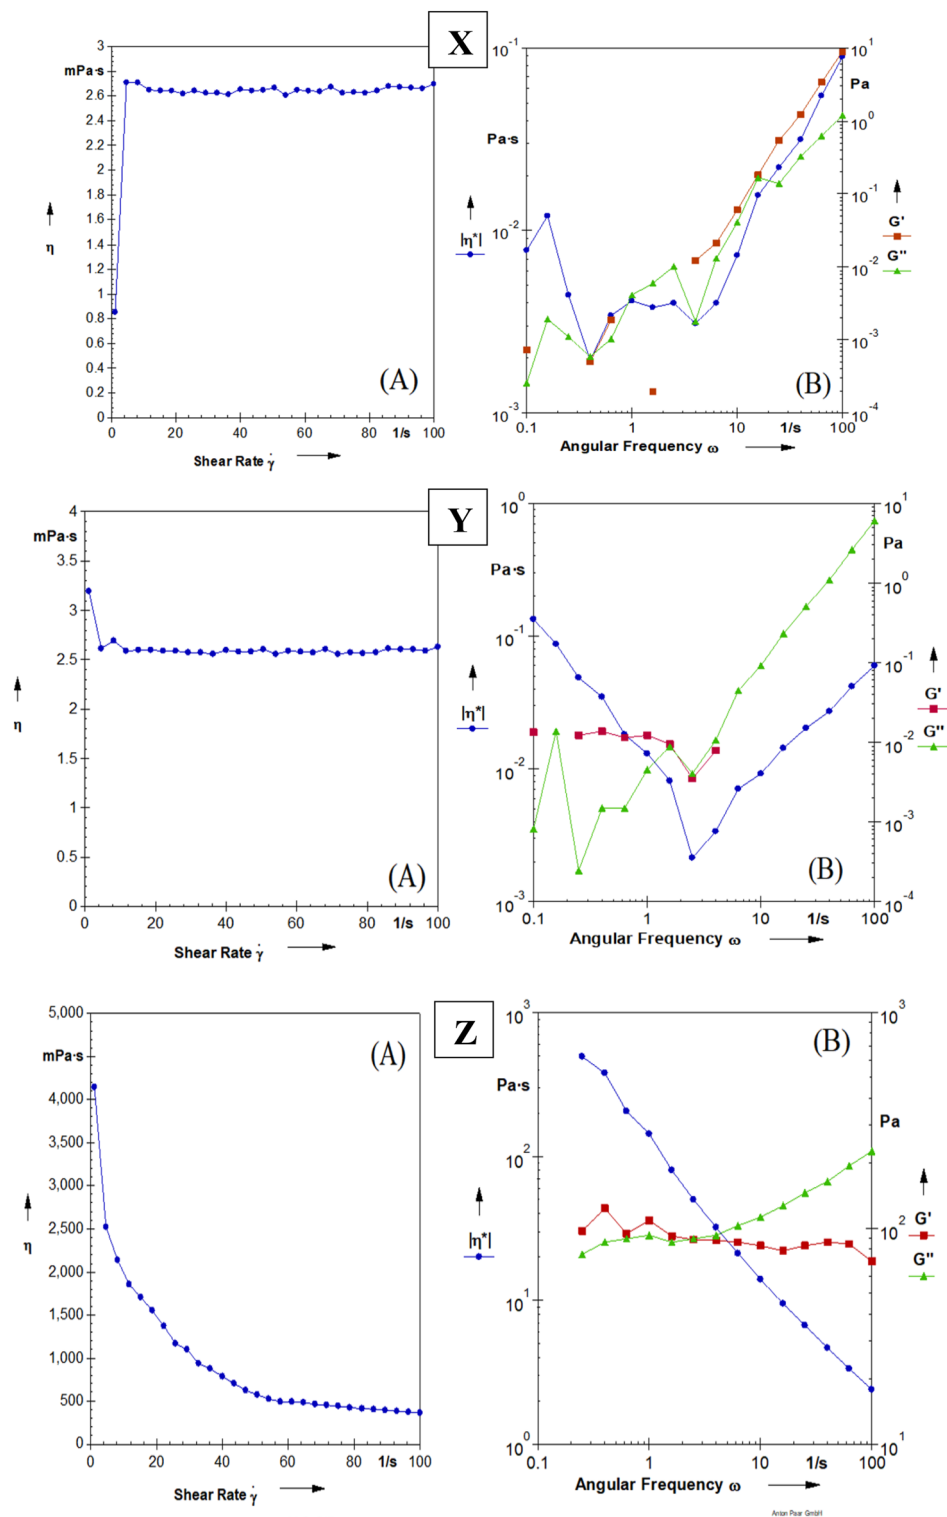 X
3
mPa·s
2.6
2.4
2.2
2
1.8
1.6
1.4
1.2
1
0.8
0.6
0.4
0.2
0
η
(A)
0 20 40 60 1/s 100
Shear Rate γ̇
10⁻¹
Pa·s
10⁻²
10⁻³
|η*|
(B)
0.1 1 10 1/s 100
Angular Frequency ω
10¹
Pa
10⁰
10⁻¹
10⁻²
10⁻³
10⁻⁴
G'
G''
Y
4
mPa·s
3.5
3
2.5
2
1.5
1
0.5
0
η
(A)
0 20 40 60 1/s 100
Shear Rate γ̇
10⁰
Pa·s
10⁻¹
10⁻²
10⁻³
|η*|
(B)
0.1 1 10 1/s 100
Angular Frequency ω
10¹
Pa
10⁰
10⁻¹
10⁻²
10⁻³
10⁻⁴
G'
G''
Z
5,000
mPa·s
4,000
3,500
3,000
2,500
2,000
1,500
1,000
500
0
η
(A)
0 20 40 60 1/s 100
Shear Rate γ̇
10³
Pa·s
10²
10¹
10⁰
|η*|
(B)
0.1 1 10 1/s 100
Angular Frequency ω
10³
Pa
10²
10¹
G'
G''
Anton Paar GmbH